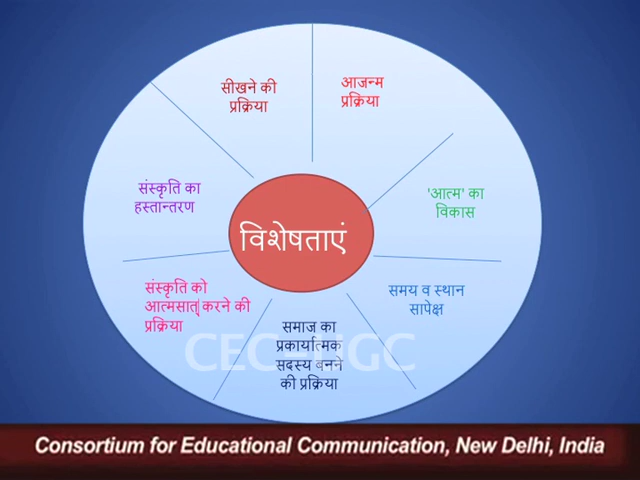 सीखने की
प्रक्रिया
आजन्म
प्रक्रिया
'आत्म' का
विकास
समय व स्थान
सापेक्ष
समाज का
प्रकार्यात्मक
सदस्य बनने
की प्रक्रिया
संस्कृति को
आत्मसात् करने की
प्रक्रिया
संस्कृति का
हस्तान्तरण
विशेषताएं
CEC-UGC
Consortium for Educational Communication, New Delhi, India